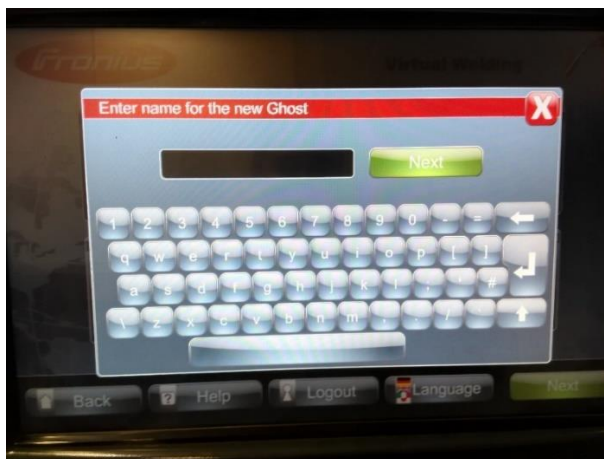 Fronius
Virtual Welding
Enter name for the new Ghost
X
Next
1 2 3 4 5 6 7 8 9 0 - =
q w e r t y u i o p [ ]
a s d f g h j k l ; ' #
\ z x c v b n m , . /
Back
? Help
Logout
Language
Next